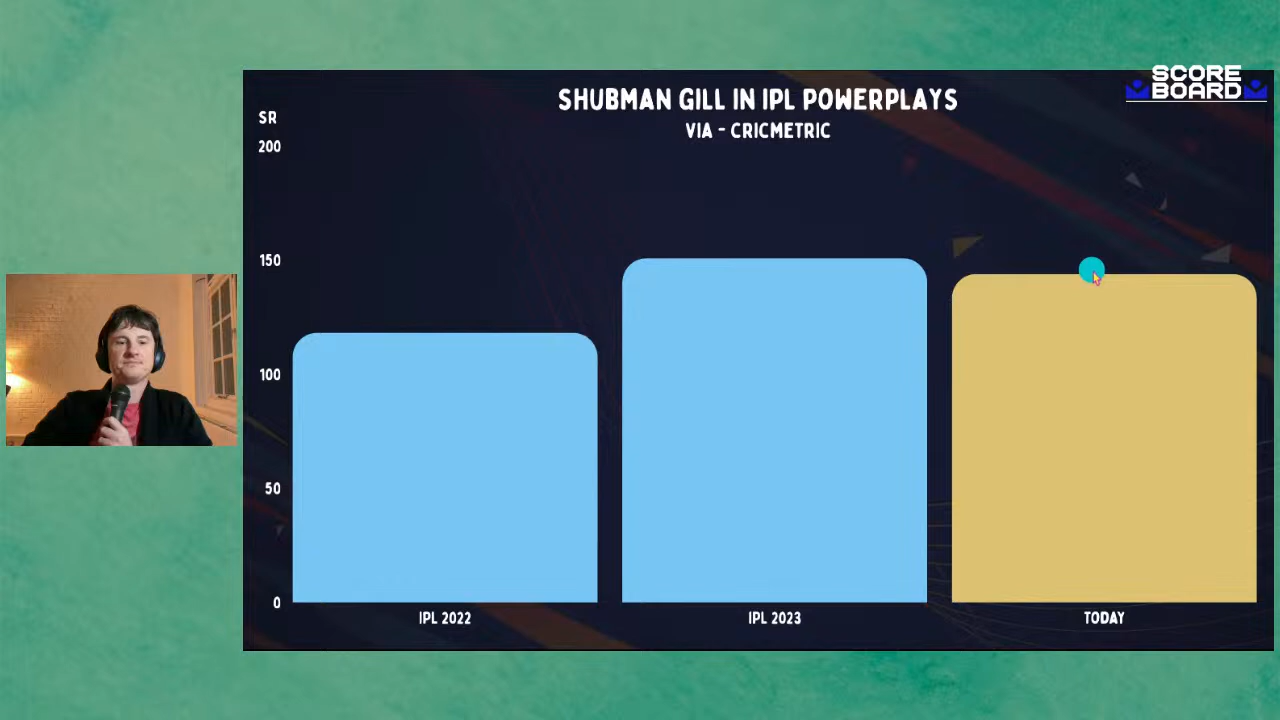 SCORE
BOARD
SHUBMAN GILL IN IPL POWERPLAYS
VIA - CRICMETRIC
SR
200
150
100
50
0
IPL 2022
IPL 2023
TODAY